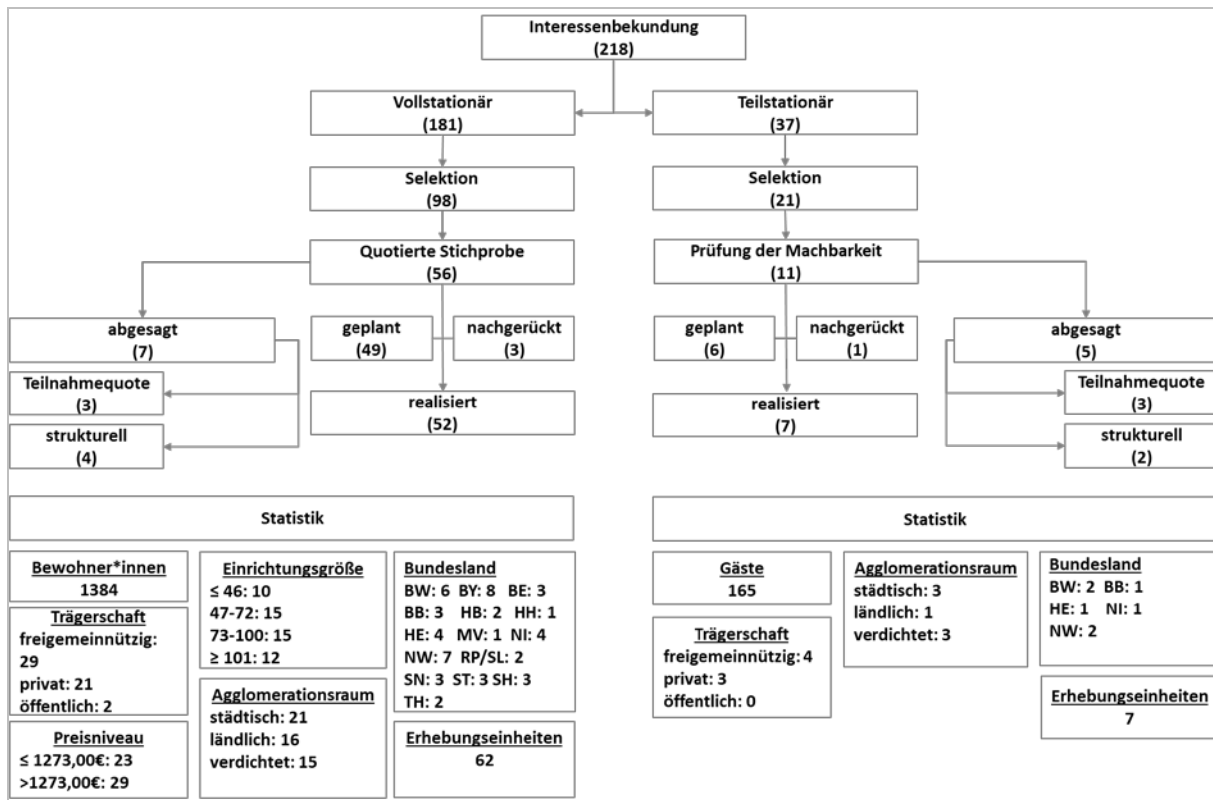 Interessenbekundung
(218)
Vollstationär
(181)
Teilstationär
(37)
Selektion
(98)
Selektion
(21)
Quotierte Stichprobe
(56)
Prüfung der Machbarkeit
(11)
abgesagt
(7)
geplant
(49)
nachgerückt
(3)
geplant
(6)
nachgerückt
(1)
abgesagt
(5)
Teilnahmequote
(3)
realisiert
(52)
realisiert
(7)
Teilnahmequote
(3)
strukturell
(4)
strukturell
(2)
Statistik
Bewohner*innen
1384
Trägerschaft
freigemeinnützig:
29
privat: 21
öffentlich: 2
Preisniveau
≤ 1273,00€: 23
>1273,00€: 29
Einrichtungsgröße
≤ 46: 10
47-72: 15
73-100: 15
≥ 101: 12
Agglomerationsraum
städtisch: 21
ländlich: 16
verdichtet: 15
Bundesland
BW: 6 BY: 8 BE: 3
BB: 3 HB: 2 HH: 1
HE: 4 MV: 1 NI: 4
NW: 7 RP/SL: 2
SN: 3 ST: 3 SH: 3
TH: 2
Erhebungseinheiten
62
Statistik
Gäste
165
Trägerschaft
freigemeinnützig: 4
privat: 3
öffentlich: 0
Agglomerationsraum
städtisch: 3
ländlich: 1
verdichtet: 3
Bundesland
BW: 2 BB: 1
HE: 1 NI: 1
NW: 2
Erhebungseinheiten
7